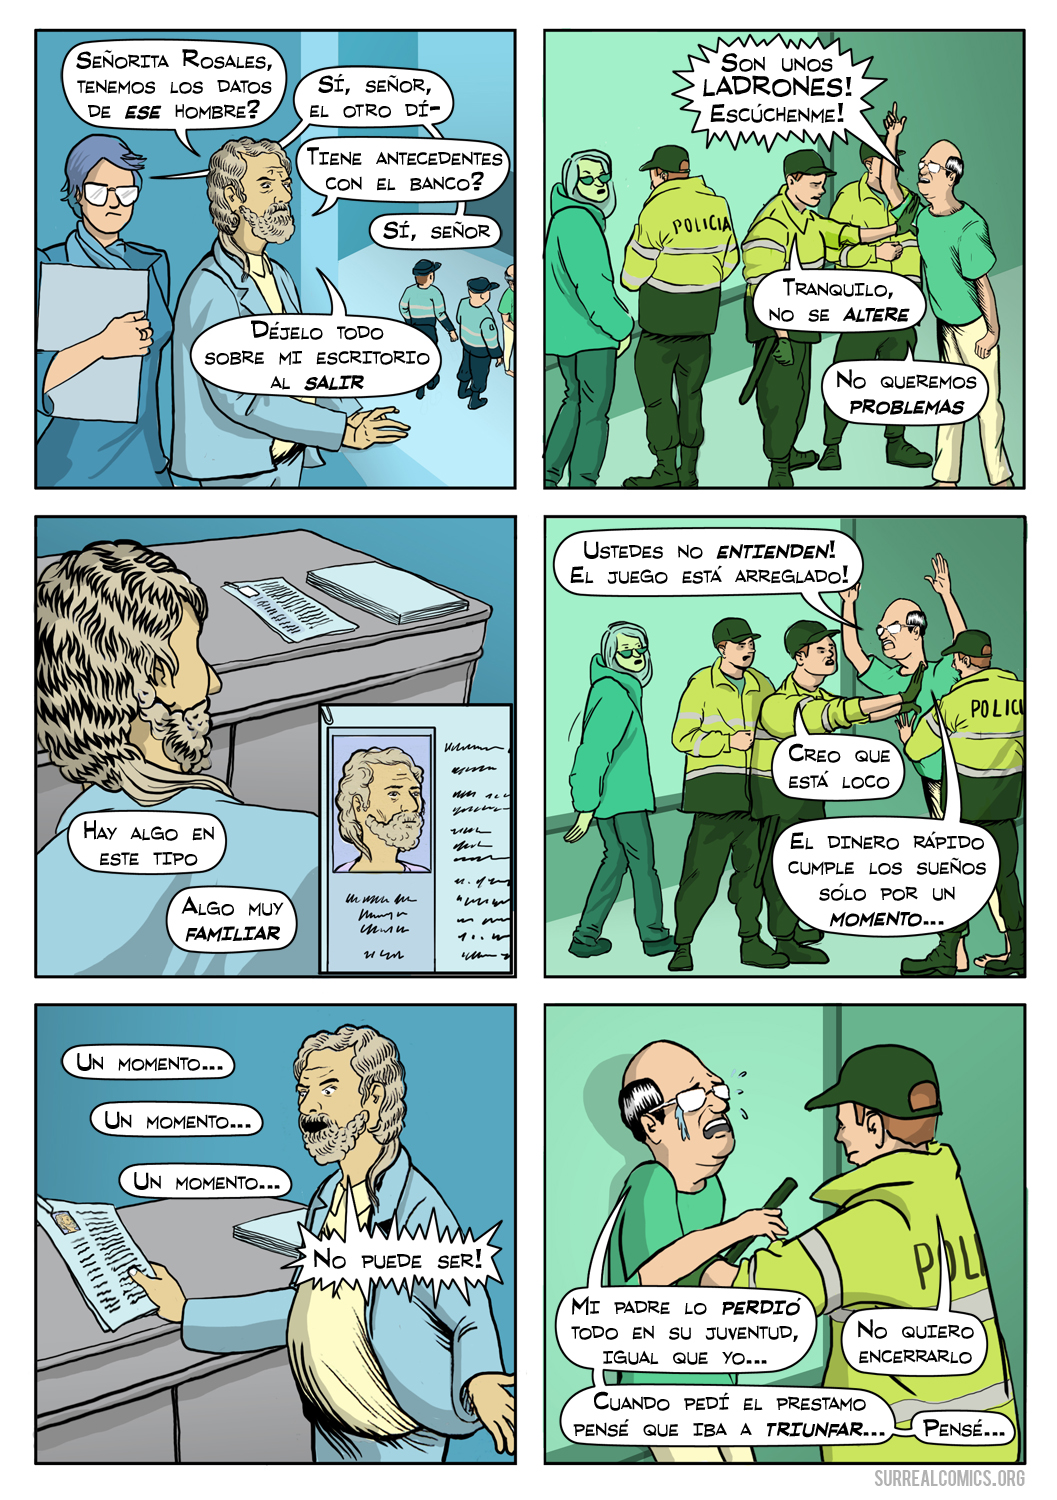 Señorita Rosales,
tenemos los datos
de ese hombre?
Sí, señor,
el otro dí-
Tiene antecedentes
con el banco?
Sí, señor
Déjelo todo
sobre mi escritorio
al salir
Son unos
ladrones!
Escúchenme!
POLICIA
Tranquilo,
no se altere
No queremos
problemas
Hay algo en
este tipo
Algo muy
familiar
Ustedes no entienden!
El juego está arreglado!
POLICI
Creo que
está loco
El dinero rápido
cumple los sueños
sólo por un
momento...
Un momento...
Un momento...
Un momento...
No puede ser!
POLI
Mi padre lo perdió
todo en su juventud,
igual que yo...
No quiero
encerrarlo
Cuando pedí el prestamo
pensé que iba a triunfar...
Pensé...
SURREALCOMICS.ORG